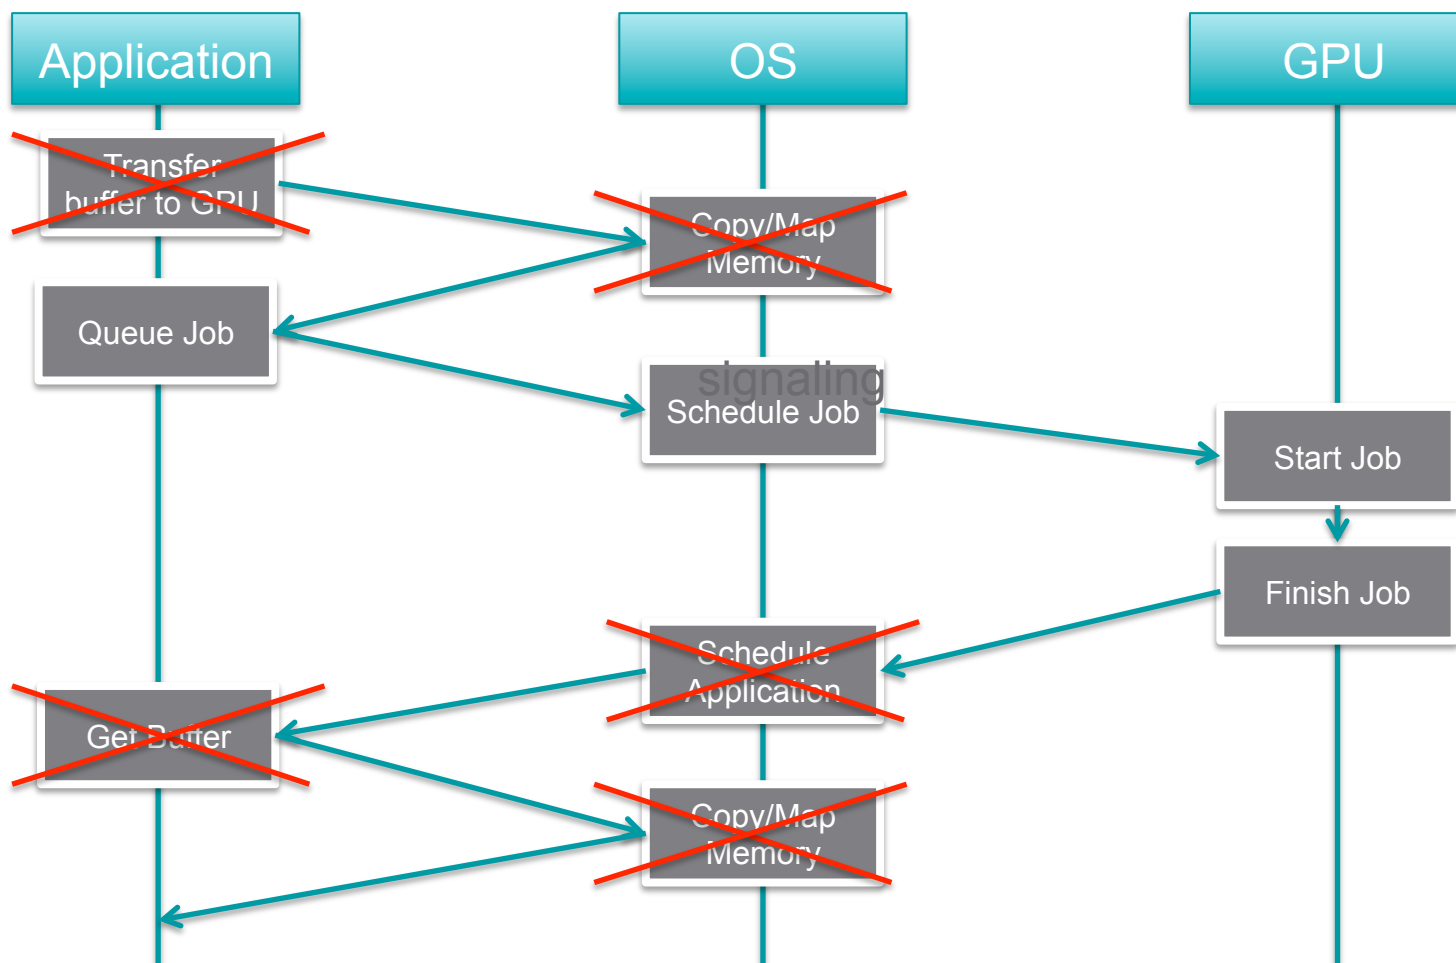 Application
OS
GPU
Transfer
buffer to GPU
Copy/Map
Memory
Queue Job
signaling
Schedule Job
Start Job
Finish Job
Schedule
Application
Get Buffer
Copy/Map
Memory